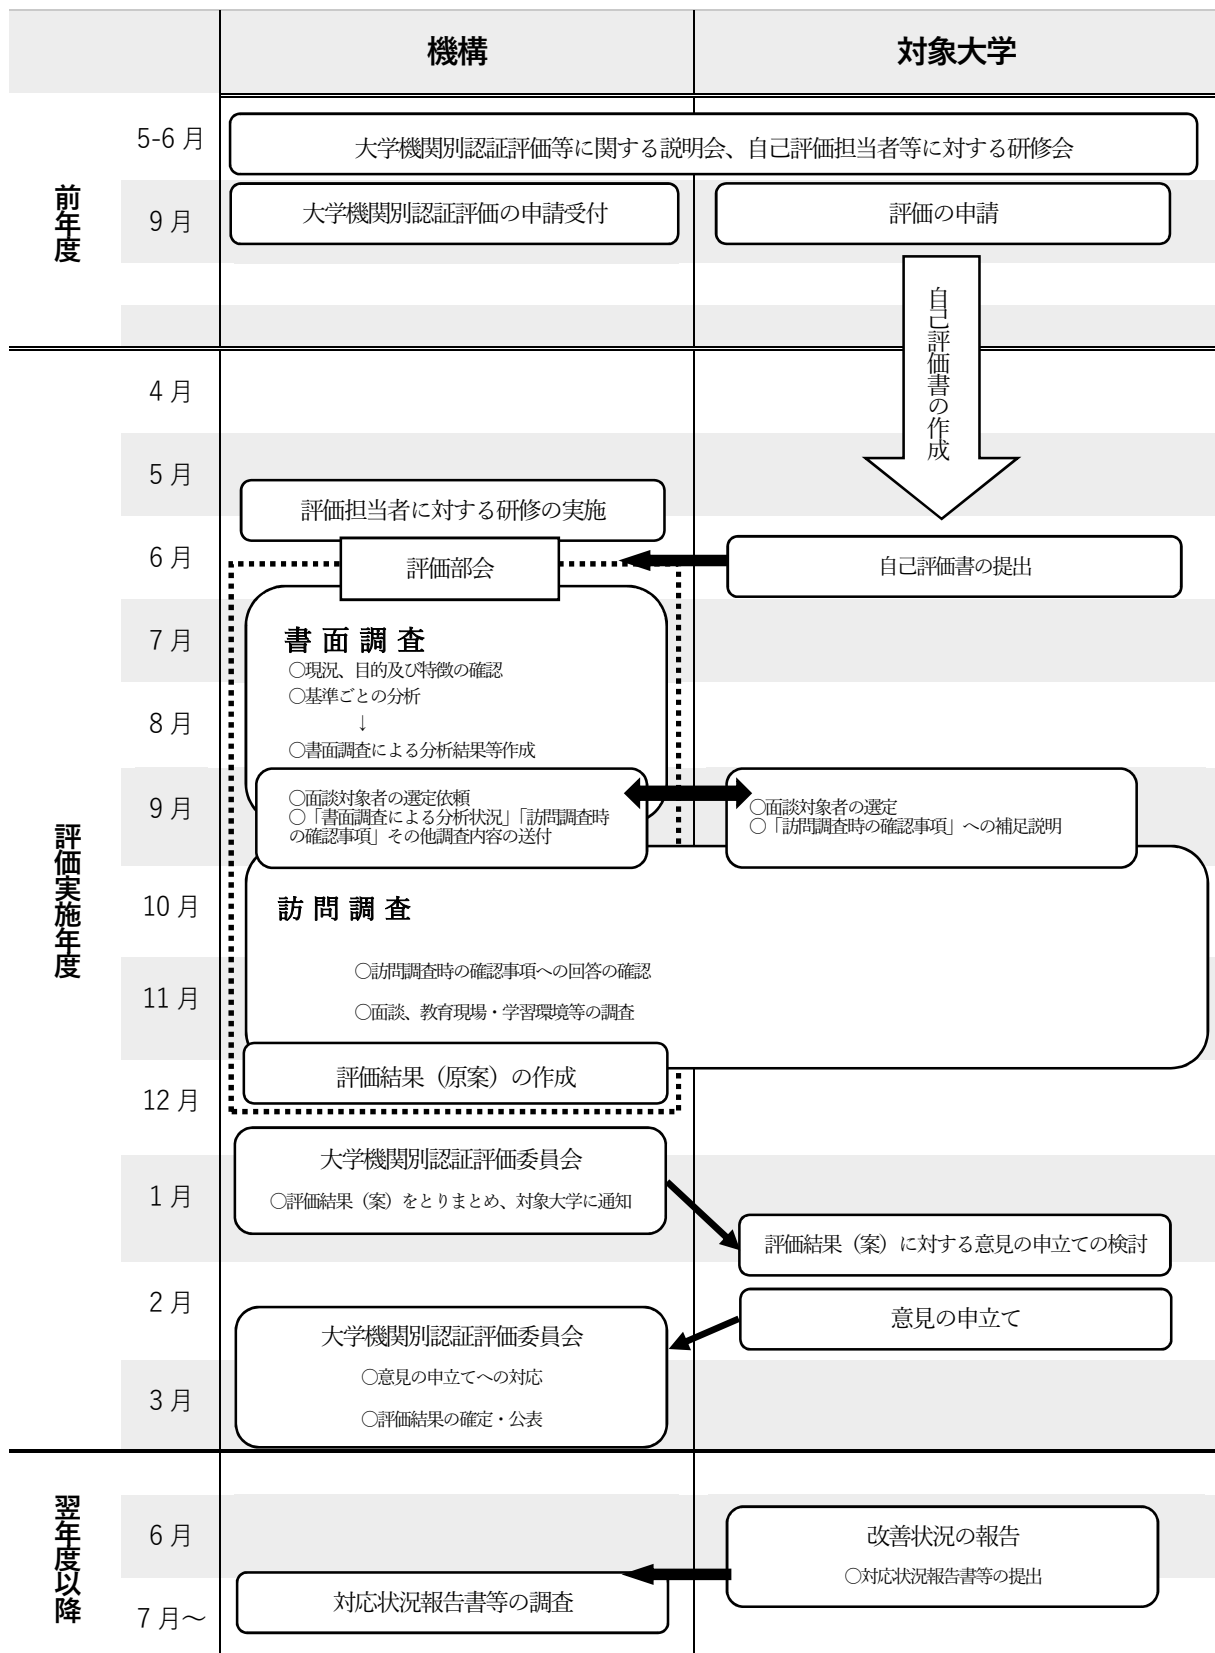 機構
対象大学
前年度
5-6 月
大学機関別認証評価等に関する説明会、自己評価担当者等に対する研修会
9 月
大学機関別認証評価の申請受付
評価の申請
自己評価書の作成
評価実施年度
4 月
5 月
評価担当者に対する研修の実施
6 月
評価部会
自己評価書の提出
7 月
書 面 調 査
○現況、目的及び特徴の確認
○基準ごとの分析
8 月
↓
○書面調査による分析結果等作成
9 月
○面談対象者の選定依頼
○「書面調査による分析状況」「訪問調査時
の確認事項」その他調査内容の送付
○面談対象者の選定
○「訪問調査時の確認事項」への補足説明
10 月
訪 問 調 査
○訪問調査時の確認事項への回答の確認
11 月
○面談、教育現場・学習環境等の調査
評価結果（原案）の作成
12 月
大学機関別認証評価委員会
1 月
○評価結果（案）をとりまとめ、対象大学に通知
評価結果（案）に対する意見の申立ての検討
2 月
意見の申立て
大学機関別認証評価委員会
○意見の申立てへの対応
3 月
○評価結果の確定・公表
翌年度以降
6 月
改善状況の報告
○対応状況報告書等の提出
7 月～
対応状況報告書等の調査